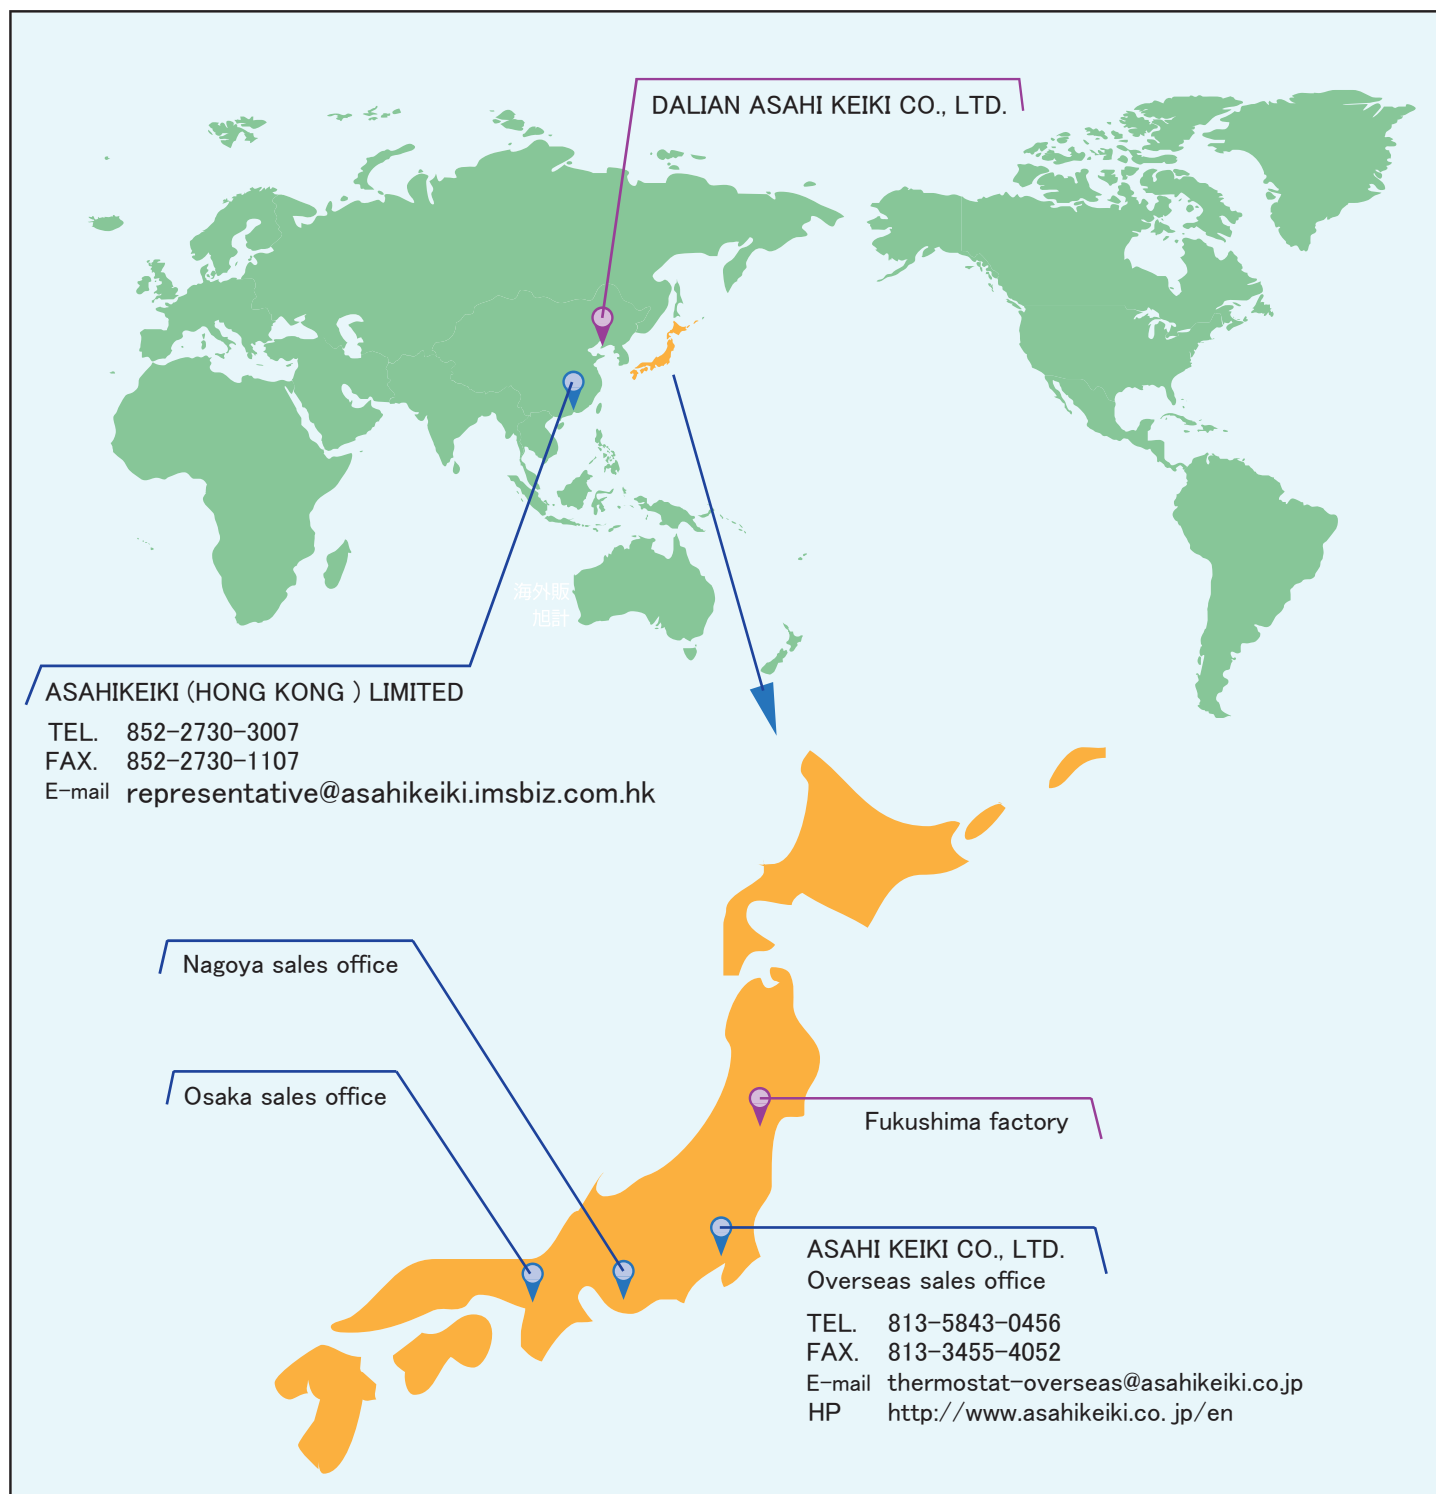 DALIAN ASAHI KEIKI CO., LTD.
海外販
旭計
ASAHIKEIKI (HONG KONG ) LIMITED
TEL. 852-2730-3007
FAX. 852-2730-1107
E-mail representative@asahikeiki.imsbiz.com.hk
Nagoya sales office
Osaka sales office
Fukushima factory
ASAHI KEIKI CO., LTD.
Overseas sales office
TEL. 813-5843-0456
FAX. 813-3455-4052
E-mail thermostat-overseas@asahikeiki.co.jp
HP http://www.asahikeiki.co. jp/en